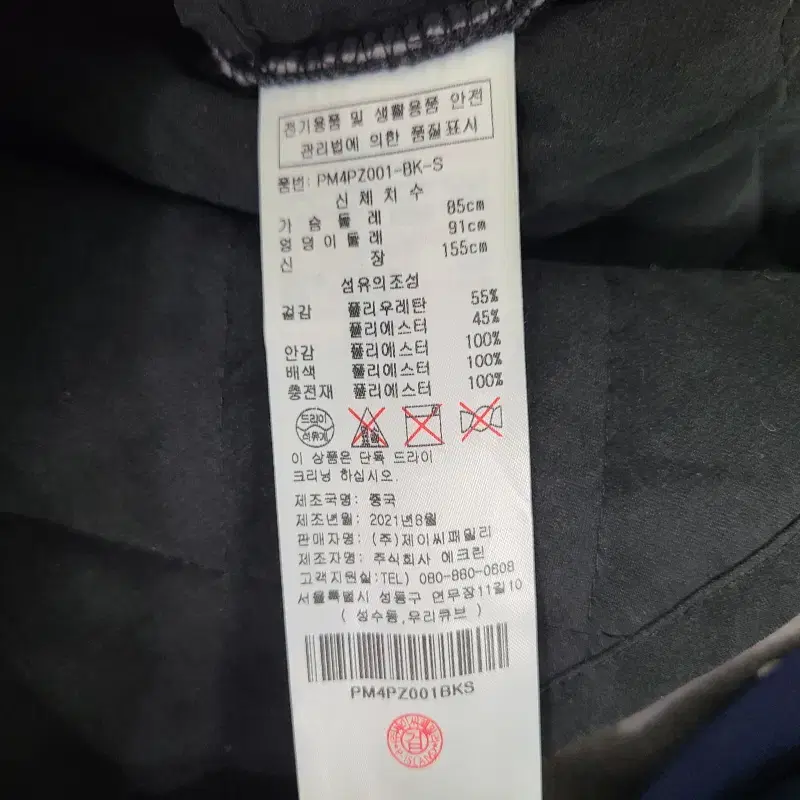 전기용품 및 생활용품 안전
관리법에 의한 품질표시
품번: PM4PZ001-BK-S
신 체 치 수
가 슴 둘 레 85cm
엉 덩 이 둘 레 91cm
신 장 155cm
섬유의조성
겉감 폴리우레탄 55%
폴리에스터 45%
안감 폴리에스터 100%
배색 폴리에스터 100%
충전재 폴리에스터 100%
드라이
석유계
이 상품은 단독 드라이
크리닝 하십시오.
제조국명: 중국
제조년월: 2021년8월
판매자명: (주)제이씨패밀리
제조자명: 주식회사 에크린
고객지원실:TEL) 080-860-0608
서울특별시 성동구 연무장11길10
( 성수동,우리큐브 )
PM4PZ001BKS
검